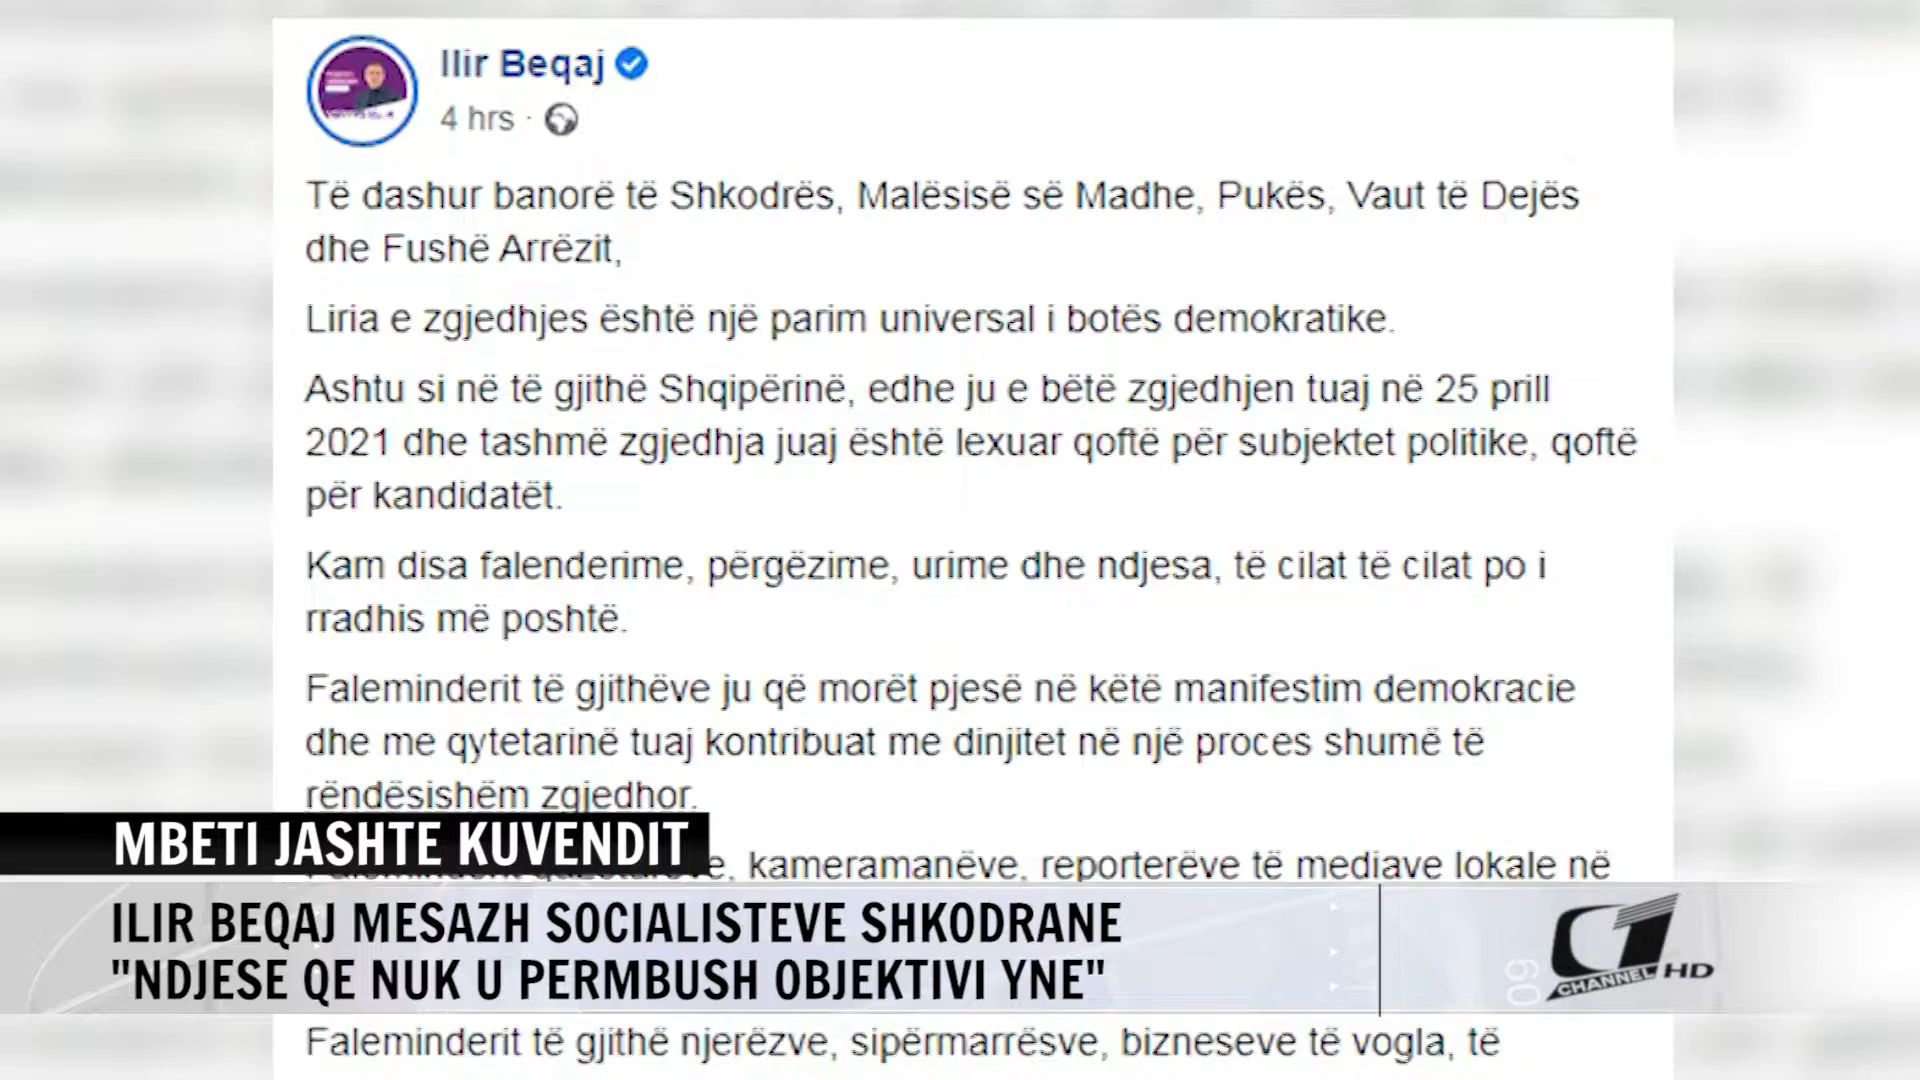 Ilir Beqaj
4 hrs ·
Të dashur banorë të Shkodrës, Malësisë së Madhe, Pukës, Vaut të Dejës
dhe Fushë Arrëzit,
Liria e zgjedhjes është një parim universal i botës demokratike.
Ashtu si në të gjithë Shqipërinë, edhe ju e bëtë zgjedhjen tuaj në 25 prill
2021 dhe tashmë zgjedhja juaj është lexuar qoftë për subjektet politike, qoftë
për kandidatët.
Kam disa falenderime, përgëzime, urime dhe ndjesa, të cilat të cilat po i
rradhis më poshtë.
Faleminderit të gjithëve ju që morët pjesë në këtë manifestim demokracie
dhe me qytetarinë tuaj kontribuat me dinjitet në një proces shumë të
rëndësishëm zgjedhor.
kameramanëve, reporterëve të mediave lokale në
MBETI JASHTE KUVENDIT
ILIR BEQAJ MESAZH SOCIALISTEVE SHKODRANE
"NDJESE QE NUK U PERMBUSH OBJEKTIVI YNE"
09
CHANNEL HD
Faleminderit të gjithë njerëzve, sipërmarrësve, bizneseve të vogla, të